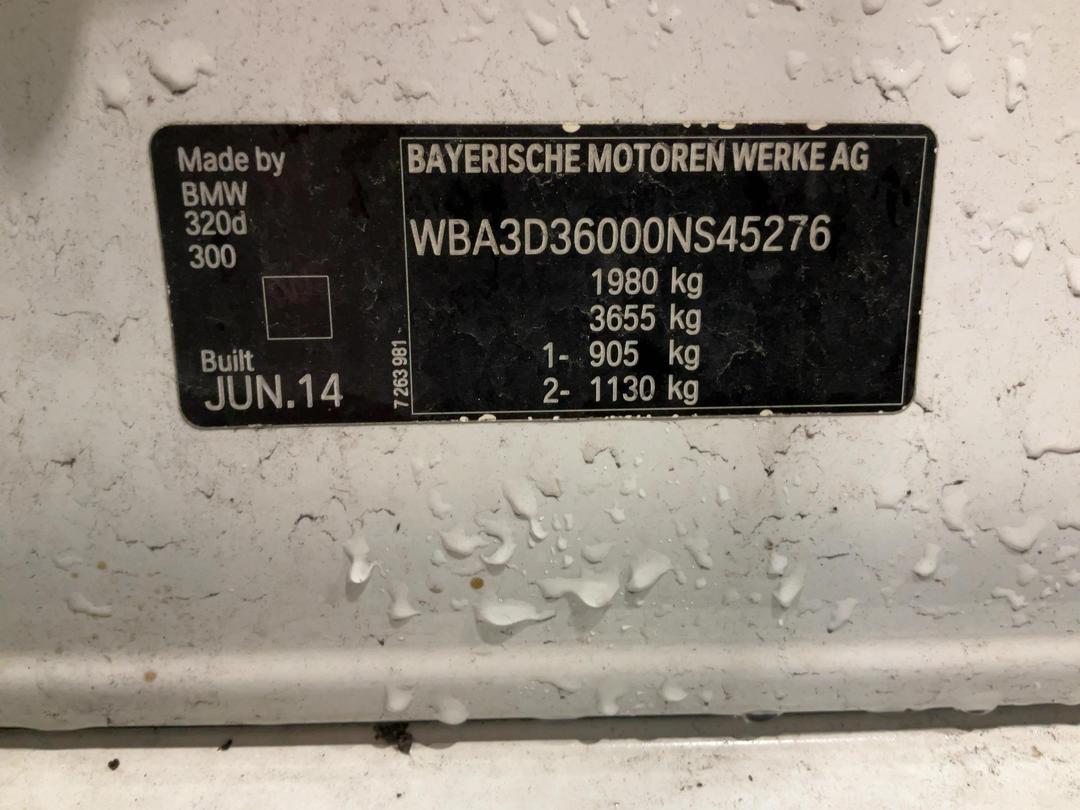 Made by
BMW
320d
300
Built
JUN.14
7 263 981
BAYERISCHE MOTOREN WERKE AG
WBA3D36000NS45276
1980 kg
3655 kg
1- 905 kg
2- 1130 kg